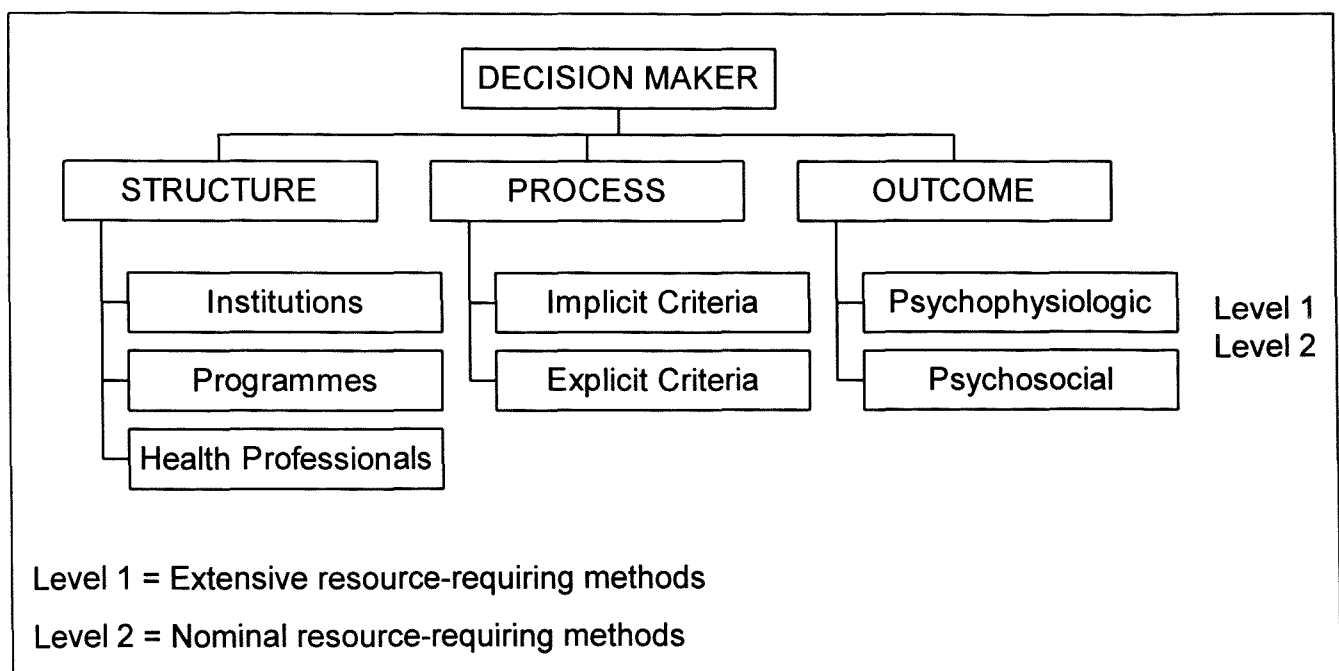 DECISION MAKER
STRUCTURE
PROCESS
OUTCOME
Institutions
Implicit Criteria
Psychophysiologic
Level 1
Level 2
Programmes
Explicit Criteria
Psychosocial
Health Professionals
Level 1 = Extensive resource-requiring methods
Level 2 = Nominal resource-requiring methods